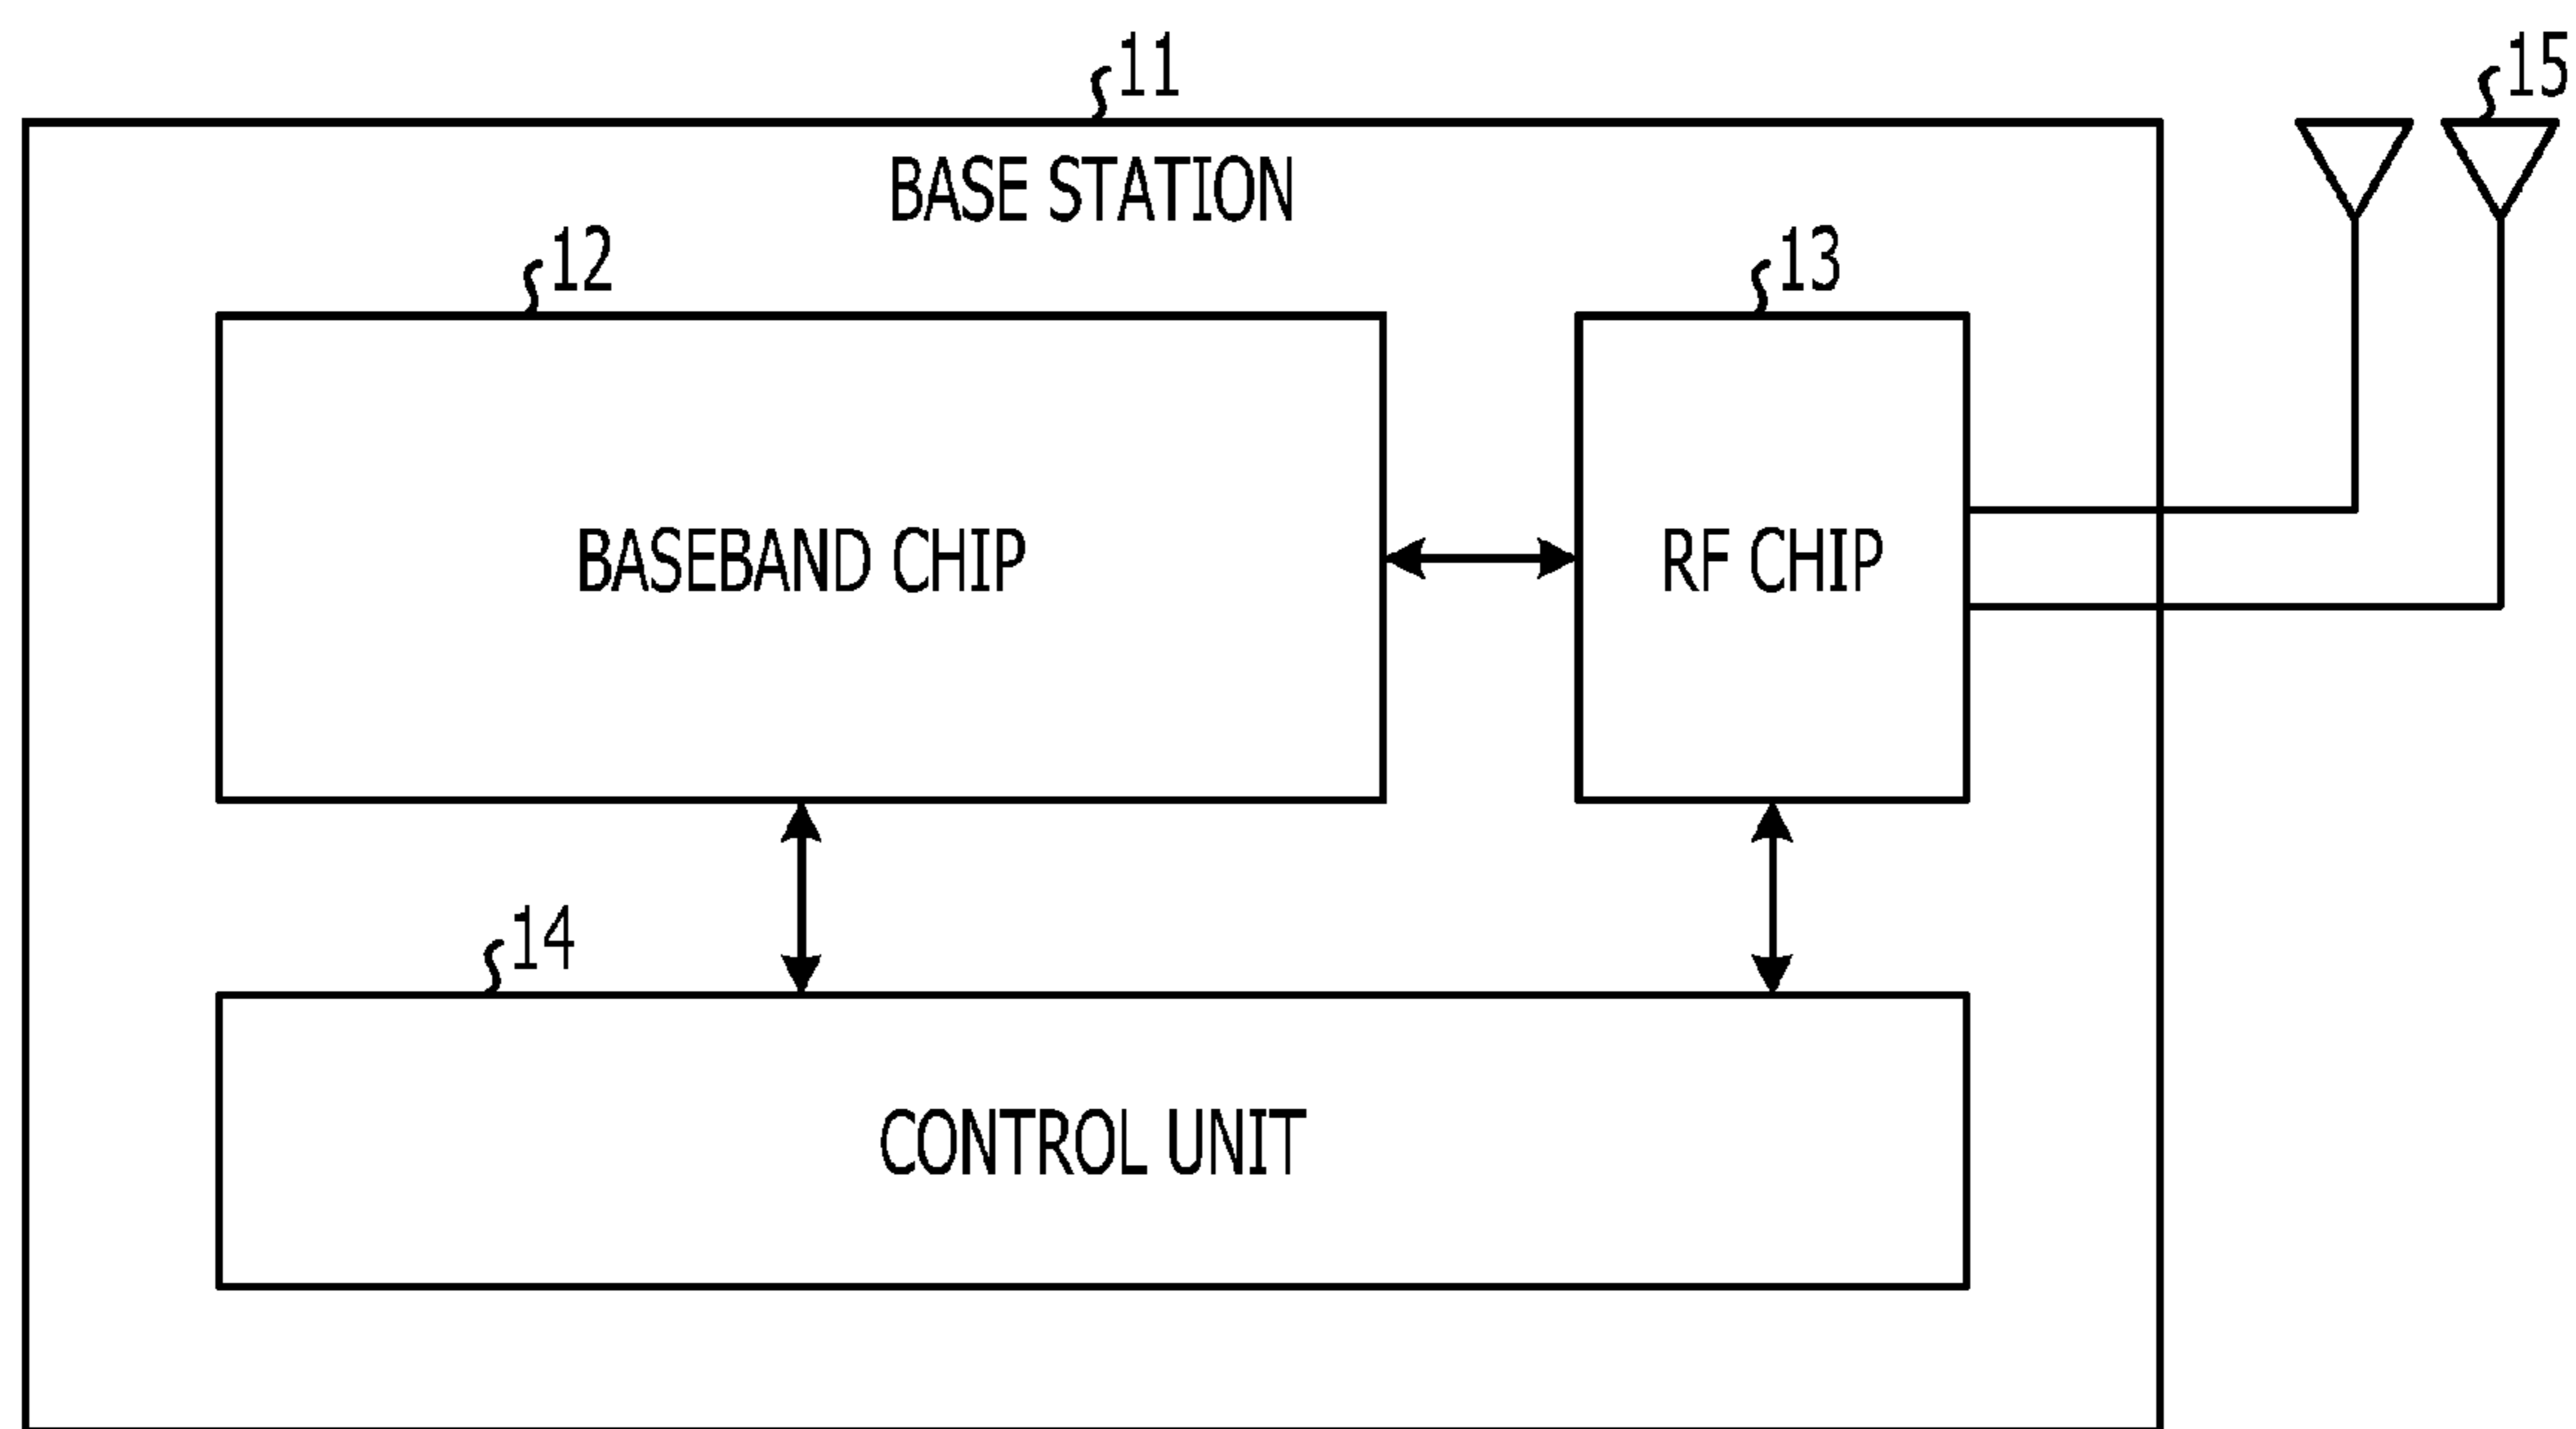 11
15
BASE STATION
12
13
BASEBAND CHIP
RF CHIP
14
CONTROL UNIT